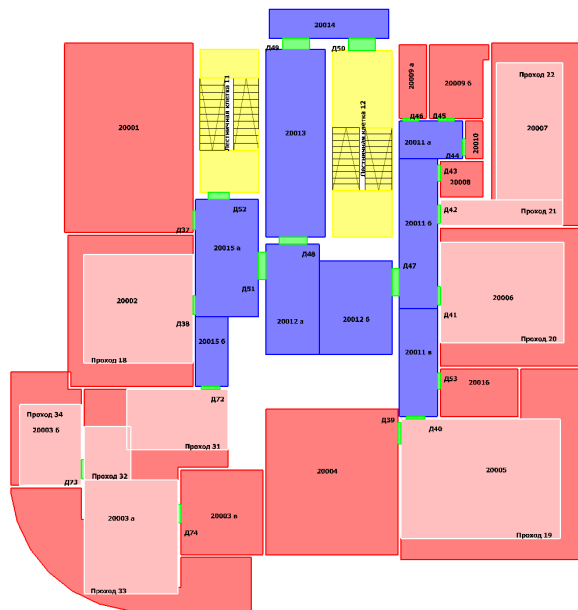 20014
Д49
Д50
20001
Лестничная клетка 11
20013
Лестничная клетка 12
20009 а
20009 б
Проход 22
20007
Д46
Д45
20011 а
20010
Д44
Д43
20008
Д52
Д37
Д42
Проход 21
20015 а
20011 б
Д48
Д47
Д51
20002
20006
Д38
20012 а
20012 б
Д41
20015 б
20011 в
Проход 18
Проход 20
Д53
20016
Д72
Проход 34
20003 б
Д39
Д40
Проход 31
20004
20005
Проход 32
Д73
20003 а
20003 в
Д74
Проход 19
Проход 33